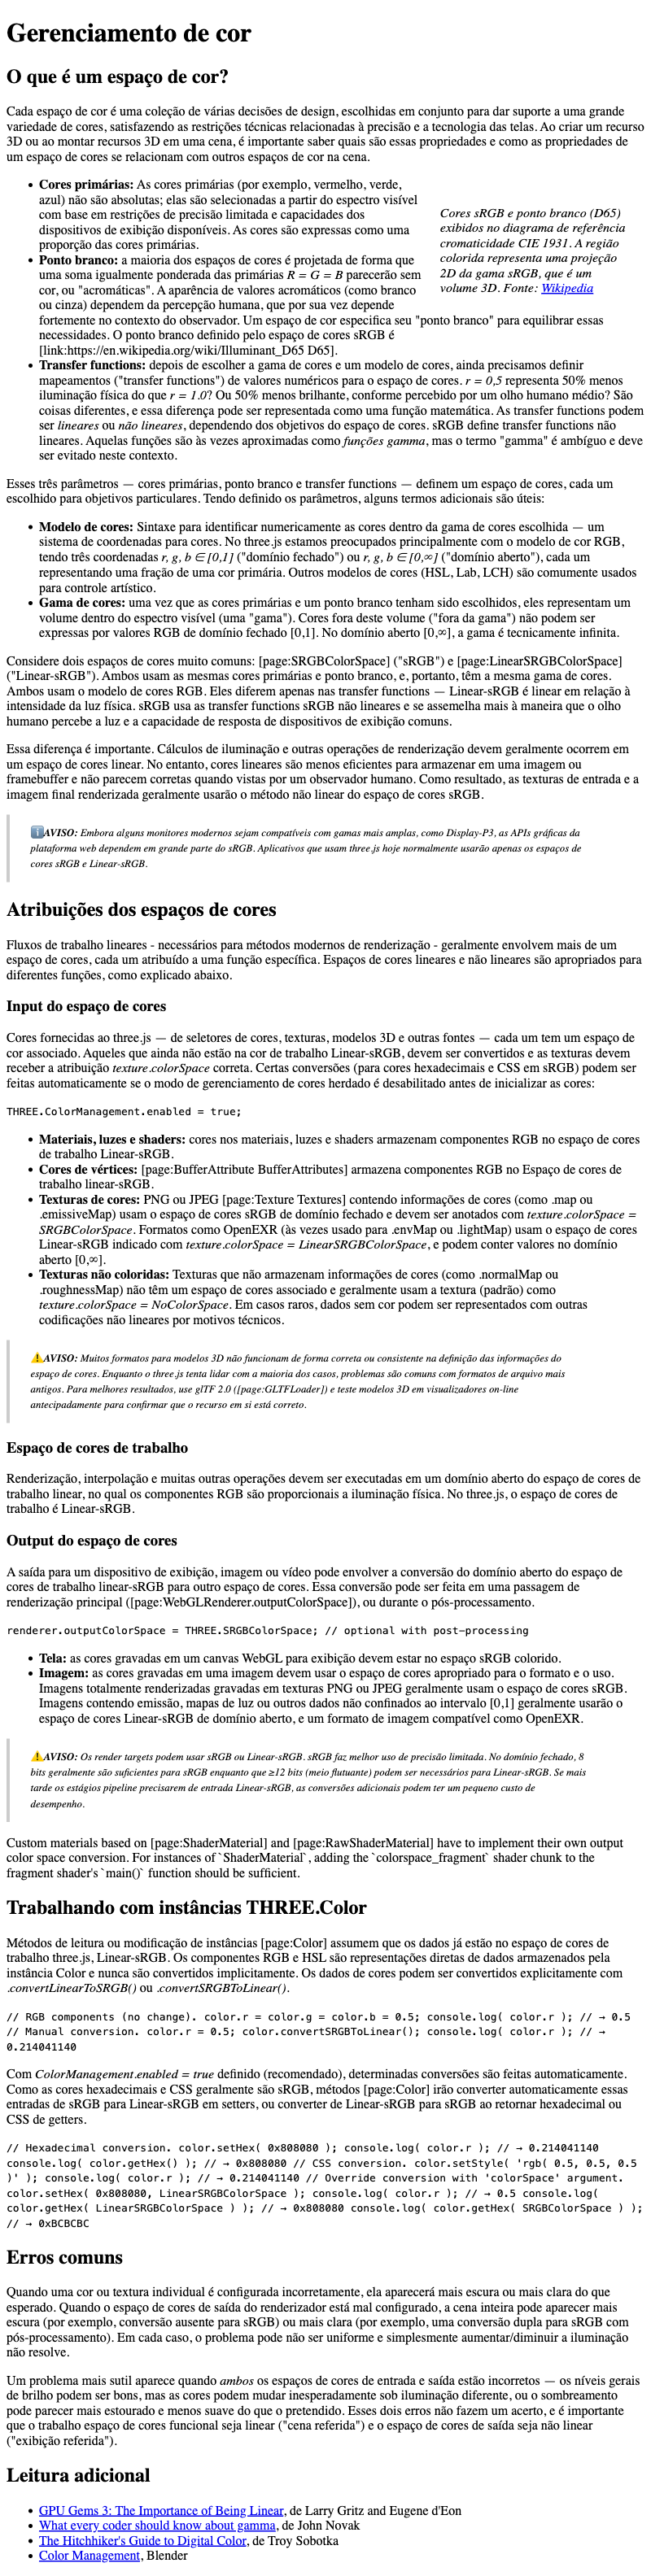 Gerenciamento de cor
O que é um espaço de cor?
Cada espaço de cor é uma coleção de várias decisões de design, escolhidas em conjunto para dar suporte a uma grande
variedade de cores, satisfazendo as restrições técnicas relacionadas à precisão e a tecnologia das telas. Ao criar um recurso
3D ou ao montar recursos 3D em uma cena, é importante saber quais são essas propriedades e como as propriedades de
um espaço de cores se relacionam com outros espaços de cor na cena.
• Cores primárias: As cores primárias (por exemplo, vermelho, verde,
azul) não são absolutas; elas são selecionadas a partir do espectro visível
com base em restrições de precisão limitada e capacidades dos
dispositivos de exibição disponíveis. As cores são expressas como uma
proporção das cores primárias.
Cores sRGB e ponto branco (D65)
exibidos no diagrama de referência
cromaticidade CIE 1931. A região
colorida representa uma projeção
2D da gama sRGB, que é um
volume 3D. Fonte: Wikipedia
• Ponto branco: a maioria dos espaços de cores é projetada de forma que
uma soma igualmente ponderada das primárias R = G = B parecerão sem
cor, ou "acromáticas". A aparência de valores acromáticos (como branco
ou cinza) dependem da percepção humana, que por sua vez depende
fortemente no contexto do observador. Um espaço de cor especifica seu "ponto branco" para equilibrar essas
necessidades. O ponto branco definido pelo espaço de cores sRGB é
[link:https://en.wikipedia.org/wiki/Illuminant_D65 D65].
• Transfer functions: depois de escolher a gama de cores e um modelo de cores, ainda precisamos definir
mapeamentos ("transfer functions") de valores numéricos para o espaço de cores. r = 0,5 representa 50% menos
iluminação física do que r = 1.0? Ou 50% menos brilhante, conforme percebido por um olho humano médio? São
coisas diferentes, e essa diferença pode ser representada como uma função matemática. As transfer functions podem
ser lineares ou não lineares, dependendo dos objetivos do espaço de cores. sRGB define transfer functions não
lineares. Aquelas funções são às vezes aproximadas como funções gamma, mas o termo "gamma" é ambíguo e deve
ser evitado neste contexto.
Esses três parâmetros — cores primárias, ponto branco e transfer functions — definem um espaço de cores, cada um
escolhido para objetivos particulares. Tendo definido os parâmetros, alguns termos adicionais são úteis:
• Modelo de cores: Sintaxe para identificar numericamente as cores dentro da gama de cores escolhida — um
sistema de coordenadas para cores. No three.js estamos preocupados principalmente com o modelo de cor RGB,
tendo três coordenadas r, g, b ∈ [0,1] ("domínio fechado") ou r, g, b ∈ [0,∞] ("domínio aberto"), cada um
representando uma fração de uma cor primária. Outros modelos de cores (HSL, Lab, LCH) são comumente usados
para controle artístico.
• Gama de cores: uma vez que as cores primárias e um ponto branco tenham sido escolhidos, eles representam um
volume dentro do espectro visível (uma "gama"). Cores fora deste volume ("fora da gama") não podem ser
expressas por valores RGB de domínio fechado [0,1]. No domínio aberto [0,∞], a gama é tecnicamente infinita.
Considere dois espaços de cores muito comuns: [page:SRGBColorSpace] ("sRGB") e [page:LinearSRGBColorSpace]
("Linear-sRGB"). Ambos usam as mesmas cores primárias e ponto branco, e, portanto, têm a mesma gama de cores.
Ambos usam o modelo de cores RGB. Eles diferem apenas nas transfer functions — Linear-sRGB é linear em relação à
intensidade da luz física. sRGB usa as transfer functions sRGB não lineares e se assemelha mais à maneira que o olho
humano percebe a luz e a capacidade de resposta de dispositivos de exibição comuns.
Essa diferença é importante. Cálculos de iluminação e outras operações de renderização devem geralmente ocorrem em
um espaço de cores linear. No entanto, cores lineares são menos eficientes para armazenar em uma imagem ou
framebuffer e não parecem corretas quando vistas por um observador humano. Como resultado, as texturas de entrada e a
imagem final renderizada geralmente usarão o método não linear do espaço de cores sRGB.
ℹ️AVISO: Embora alguns monitores modernos sejam compatíveis com gamas mais amplas, como Display-P3, as APIs gráficas da
plataforma web dependem em grande parte do sRGB. Aplicativos que usam three.js hoje normalmente usarão apenas os espaços de
cores sRGB e Linear-sRGB.
Atribuições dos espaços de cores
Fluxos de trabalho lineares - necessários para métodos modernos de renderização - geralmente envolvem mais de um
espaço de cores, cada um atribuído a uma função específica. Espaços de cores lineares e não lineares são apropriados para
diferentes funções, como explicado abaixo.
Input do espaço de cores
Cores fornecidas ao three.js — de seletores de cores, texturas, modelos 3D e outras fontes — cada um tem um espaço de
cor associado. Aqueles que ainda não estão na cor de trabalho Linear-sRGB, devem ser convertidos e as texturas devem
receber a atribuição texture.colorSpace correta. Certas conversões (para cores hexadecimais e CSS em sRGB) podem ser
feitas automaticamente se o modo de gerenciamento de cores herdado é desabilitado antes de inicializar as cores:
THREE.ColorManagement.enabled = true;
• Materiais, luzes e shaders: cores nos materiais, luzes e shaders armazenam componentes RGB no espaço de cores
de trabalho Linear-sRGB.
• Cores de vértices: [page:BufferAttribute BufferAttributes] armazena componentes RGB no Espaço de cores de
trabalho linear-sRGB.
• Texturas de cores: PNG ou JPEG [page:Texture Textures] contendo informações de cores (como .map ou
.emissiveMap) usam o espaço de cores sRGB de domínio fechado e devem ser anotados com texture.colorSpace =
SRGBColorSpace. Formatos como OpenEXR (às vezes usado para .envMap ou .lightMap) usam o espaço de cores
Linear-sRGB indicado com texture.colorSpace = LinearSRGBColorSpace, e podem conter valores no domínio
aberto [0,∞].
• Texturas não coloridas: Texturas que não armazenam informações de cores (como .normalMap ou
.roughnessMap) não têm um espaço de cores associado e geralmente usam a textura (padrão) como
texture.colorSpace = NoColorSpace. Em casos raros, dados sem cor podem ser representados com outras
codificações não lineares por motivos técnicos.
⚠️AVISO: Muitos formatos para modelos 3D não funcionam de forma correta ou consistente na definição das informações do
espaço de cores. Enquanto o three.js tenta lidar com a maioria dos casos, problemas são comuns com formatos de arquivo mais
antigos. Para melhores resultados, use glTF 2.0 ([page:GLTFLoader]) e teste modelos 3D em visualizadores on-line
antecipadamente para confirmar que o recurso em si está correto.
Espaço de cores de trabalho
Renderização, interpolação e muitas outras operações devem ser executadas em um domínio aberto do espaço de cores de
trabalho linear, no qual os componentes RGB são proporcionais a iluminação física. No three.js, o espaço de cores de
trabalho é Linear-sRGB.
Output do espaço de cores
A saída para um dispositivo de exibição, imagem ou vídeo pode envolver a conversão do domínio aberto do espaço de
cores de trabalho linear-sRGB para outro espaço de cores. Essa conversão pode ser feita em uma passagem de
renderização principal ([page:WebGLRenderer.outputColorSpace]), ou durante o pós-processamento.
renderer.outputColorSpace = THREE.SRGBColorSpace; // optional with post-processing
• Tela: as cores gravadas em um canvas WebGL para exibição devem estar no espaço sRGB colorido.
• Imagem: as cores gravadas em uma imagem devem usar o espaço de cores apropriado para o formato e o uso.
Imagens totalmente renderizadas gravadas em texturas PNG ou JPEG geralmente usam o espaço de cores sRGB.
Imagens contendo emissão, mapas de luz ou outros dados não confinados ao intervalo [0,1] geralmente usarão o
espaço de cores Linear-sRGB de domínio aberto, e um formato de imagem compatível como OpenEXR.
⚠️AVISO: Os render targets podem usar sRGB ou Linear-sRGB. sRGB faz melhor uso de precisão limitada. No domínio fechado, 8
bits geralmente são suficientes para sRGB enquanto que ≥12 bits (meio flutuante) podem ser necessários para Linear-sRGB. Se mais
tarde os estágios pipeline precisarem de entrada Linear-sRGB, as conversões adicionais podem ter um pequeno custo de
desempenho.
Custom materials based on [page:ShaderMaterial] and [page:RawShaderMaterial] have to implement their own output
color space conversion. For instances of `ShaderMaterial`, adding the `colorspace_fragment` shader chunk to the
fragment shader's `main()` function should be sufficient.
Trabalhando com instâncias THREE.Color
Métodos de leitura ou modificação de instâncias [page:Color] assumem que os dados já estão no espaço de cores de
trabalho three.js, Linear-sRGB. Os componentes RGB e HSL são representações diretas de dados armazenados pela
instância Color e nunca são convertidos implicitamente. Os dados de cores podem ser convertidos explicitamente com
.convertLinearToSRGB() ou .convertSRGBToLinear().
// RGB components (no change). color.r = color.g = color.b = 0.5; console.log( color.r ); // → 0.5
// Manual conversion. color.r = 0.5; color.convertSRGBToLinear(); console.log( color.r ); // →
0.214041140
Com ColorManagement.enabled = true definido (recomendado), determinadas conversões são feitas automaticamente.
Como as cores hexadecimais e CSS geralmente são sRGB, métodos [page:Color] irão converter automaticamente essas
entradas de sRGB para Linear-sRGB em setters, ou converter de Linear-sRGB para sRGB ao retornar hexadecimal ou
CSS de getters.
// Hexadecimal conversion. color.setHex( 0x808080 ); console.log( color.r ); // → 0.214041140
console.log( color.getHex() ); // → 0x808080 // CSS conversion. color.setStyle( 'rgb( 0.5, 0.5, 0.5
)' ); console.log( color.r ); // → 0.214041140 // Override conversion with 'colorSpace' argument.
color.setHex( 0x808080, LinearSRGBColorSpace ); console.log( color.r ); // → 0.5 console.log(
color.getHex( LinearSRGBColorSpace ) ); // → 0x808080 console.log( color.getHex( SRGBColorSpace ) );
// → 0xBCBCBC
Erros comuns
Quando uma cor ou textura individual é configurada incorretamente, ela aparecerá mais escura ou mais clara do que
esperado. Quando o espaço de cores de saída do renderizador está mal configurado, a cena inteira pode aparecer mais
escura (por exemplo, conversão ausente para sRGB) ou mais clara (por exemplo, uma conversão dupla para sRGB com
pós-processamento). Em cada caso, o problema pode não ser uniforme e simplesmente aumentar/diminuir a iluminação
não resolve.
Um problema mais sutil aparece quando ambos os espaços de cores de entrada e saída estão incorretos — os níveis gerais
de brilho podem ser bons, mas as cores podem mudar inesperadamente sob iluminação diferente, ou o sombreamento
pode parecer mais estourado e menos suave do que o pretendido. Esses dois erros não fazem um acerto, e é importante
que o trabalho espaço de cores funcional seja linear ("cena referida") e o espaço de cores de saída seja não linear
("exibição referida").
Leitura adicional
• GPU Gems 3: The Importance of Being Linear, de Larry Gritz and Eugene d'Eon
• What every coder should know about gamma, de John Novak
• The Hitchhiker's Guide to Digital Color, de Troy Sobotka
• Color Management, Blender